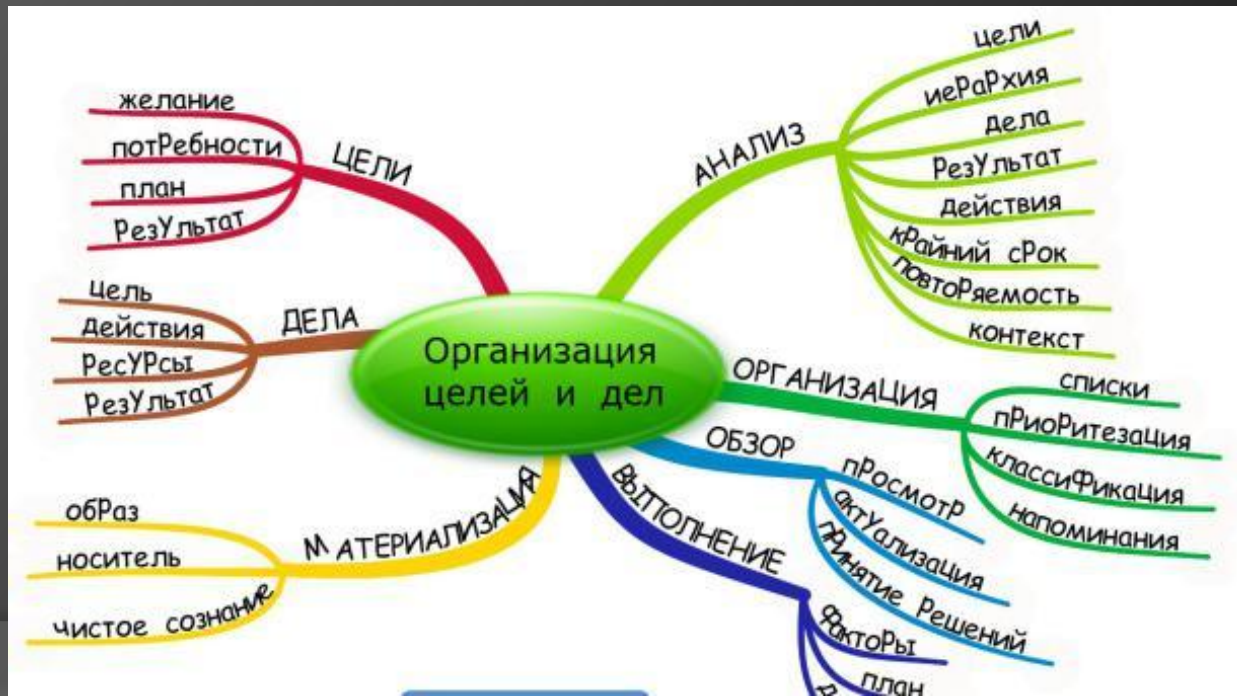 Организация
целей и дел
ЦЕЛИ
желание
потРебности
план
РезУльтат
ДЕЛА
цель
действия
РесУРсы
РезУльтат
МАТЕРИАЛИЗАЦИЯ
обРаз
носитель
чистое сознание
АНАЛИЗ
цели
иеРаРхия
дела
РезУльтат
действия
кРайний сРок
повтоРяемость
контекст
ОРГАНИЗАЦИЯ
списки
пРиоРитезация
классиФикация
напоминания
ОБЗОР
пРосмотР
актУализация
пРинятие Решений
ВЫПОЛНЕНИЕ
ФактоРы
план